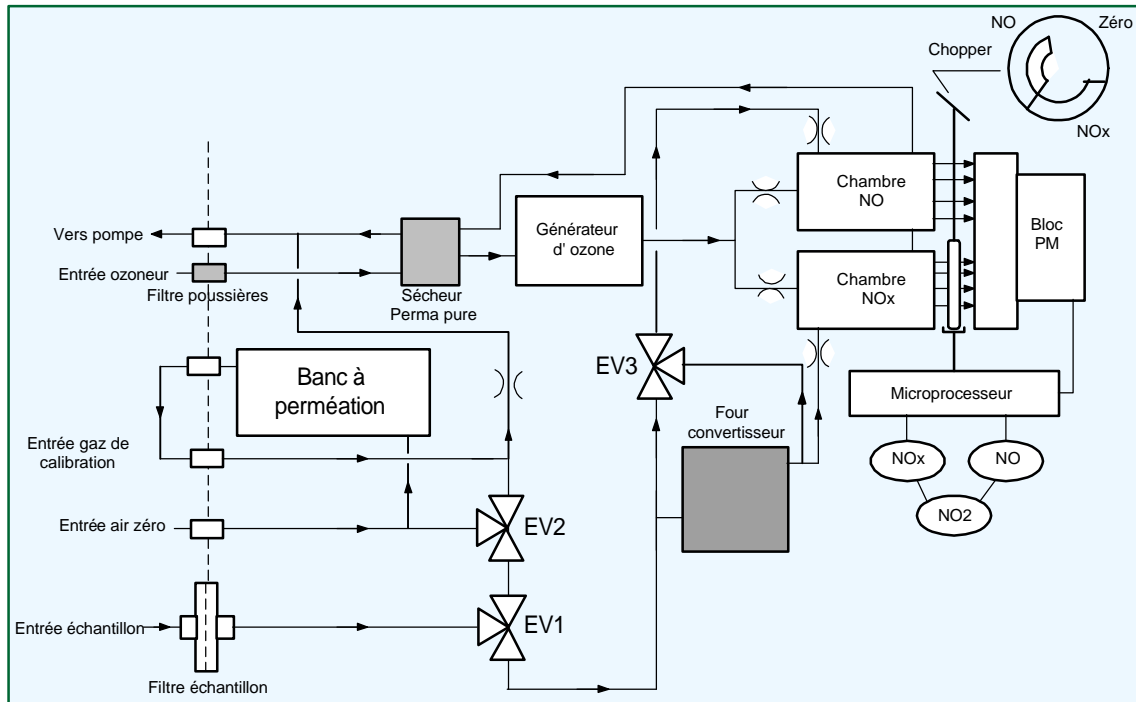 NO
Zéro
Chopper
NOx
Chambre
NO
Bloc
PM
Vers pompe
Générateur
d' ozone
Entrée ozoneur
Filtre poussières
Sécheur
Perma pure
Chambre
NOx
EV3
Banc à
perméation
Microprocesseur
Four
convertisseur
Entrée gaz de
calibration
NOx
NO
NO2
Entrée air zéro
EV2
Entrée échantillon
EV1
Filtre échantillon